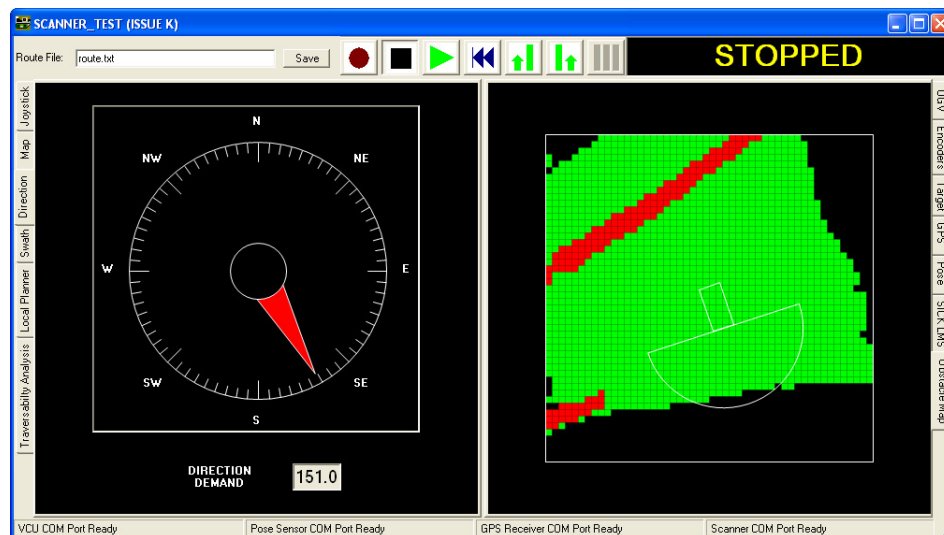 SCANNER_TEST (ISSUE K)
Route File: route.txt Save STOPPED
Joystick
Map
Direction
Swath
Local Planner
Traversabilty Analysis
N
NW NE
W E
SW SE
S
DIRECTION
DEMAND 151.0
UGV
Encoders
Target
GPS
Pose
SICK LMS
Obstacle Map
VCU COM Port Ready Pose Sensor COM Port Ready GPS Receiver COM Port Ready Scanner COM Port Ready